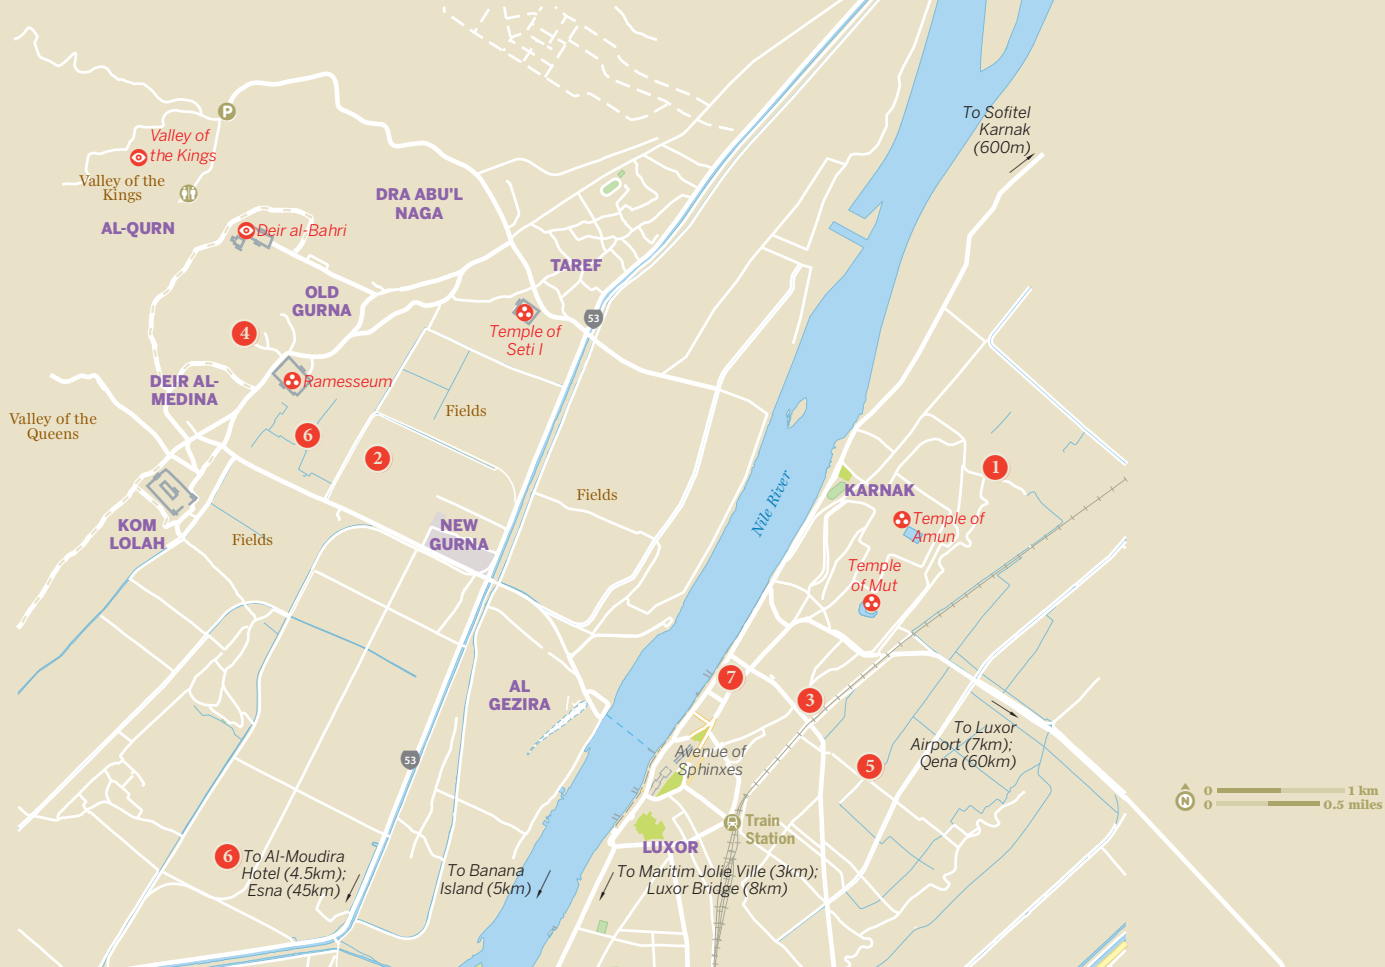 To Sofitel
Karnak
(600m)
P
Valley of
the Kings
Valley of the
Kings
AL-QURN
DRA ABU'L
NAGA
Deir al-Bahri
TAREF
OLD
GURNA
53
4
Temple of
Seti I
DEIR AL-
MEDINA
Ramesseum
Valley of the
Queens
Fields
6
2
1
KARNAK
Fields
Nile River
Temple of
Amun
KOM
LOLAH
Fields
NEW
GURNA
Temple
of Mut
7
AL
GEZIRA
3
To Luxor
Airport (7km);
Qena (60km)
53
Avenue of
Sphinxes
5
N
0 1 km
0 0.5 miles
Train
Station
LUXOR
6
To Al-Moudira
Hotel (4.5km);
Esna (45km)
To Banana
Island (5km)
To Maritim Jolie Ville (3km);
Luxor Bridge (8km)